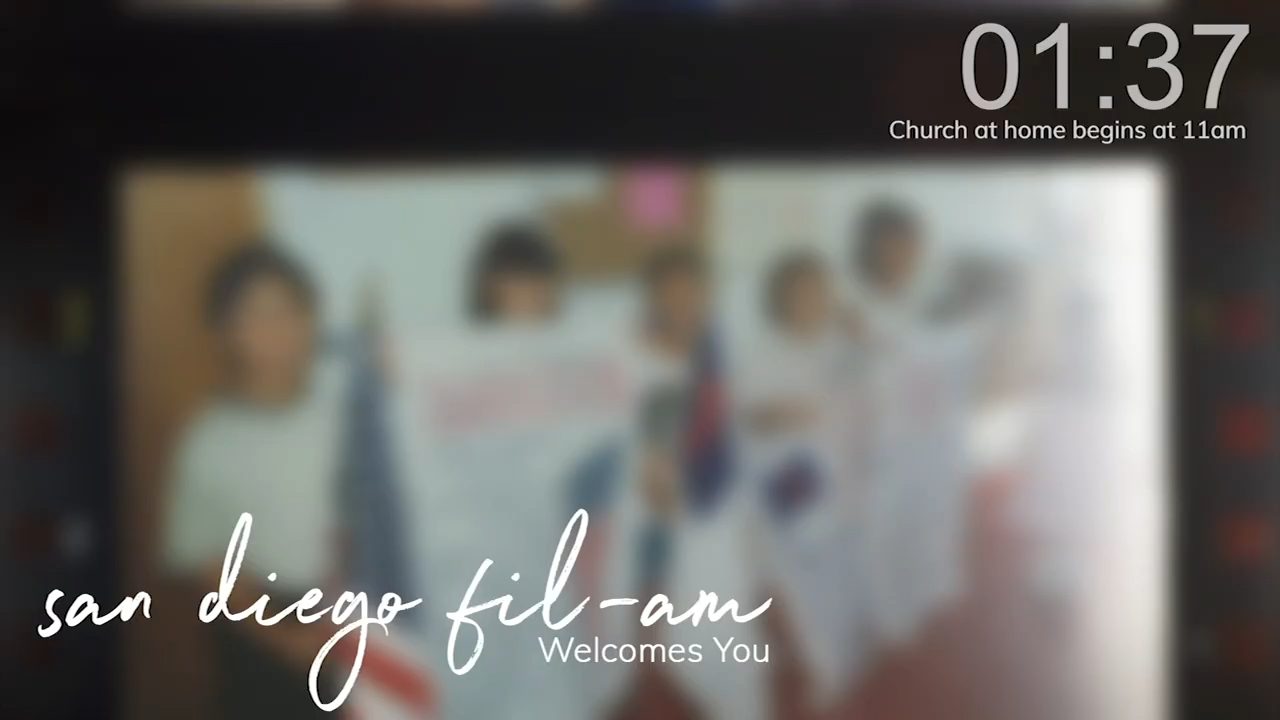 01:37
Church at home begins at 11am
san diego fil-am
Welcomes You